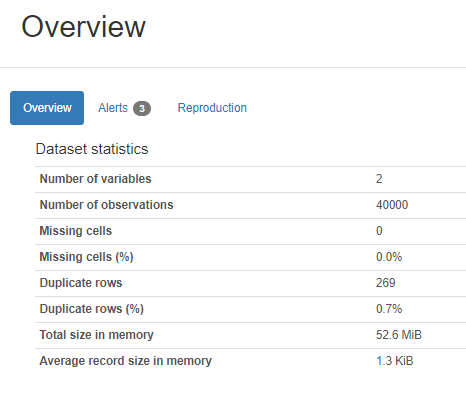 Overview
Overview Alerts 3 Reproduction
Dataset statistics
Number of variables 2
Number of observations 40000
Missing cells 0
Missing cells (%) 0.0%
Duplicate rows 269
Duplicate rows (%) 0.7%
Total size in memory 52.6 MiB
Average record size in memory 1.3 KiB